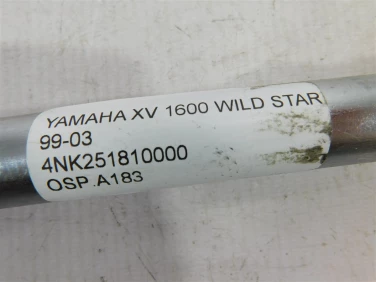 YAMAHA XV 1600 WILD STAR
99-03
4NK251810000
OSP.A183